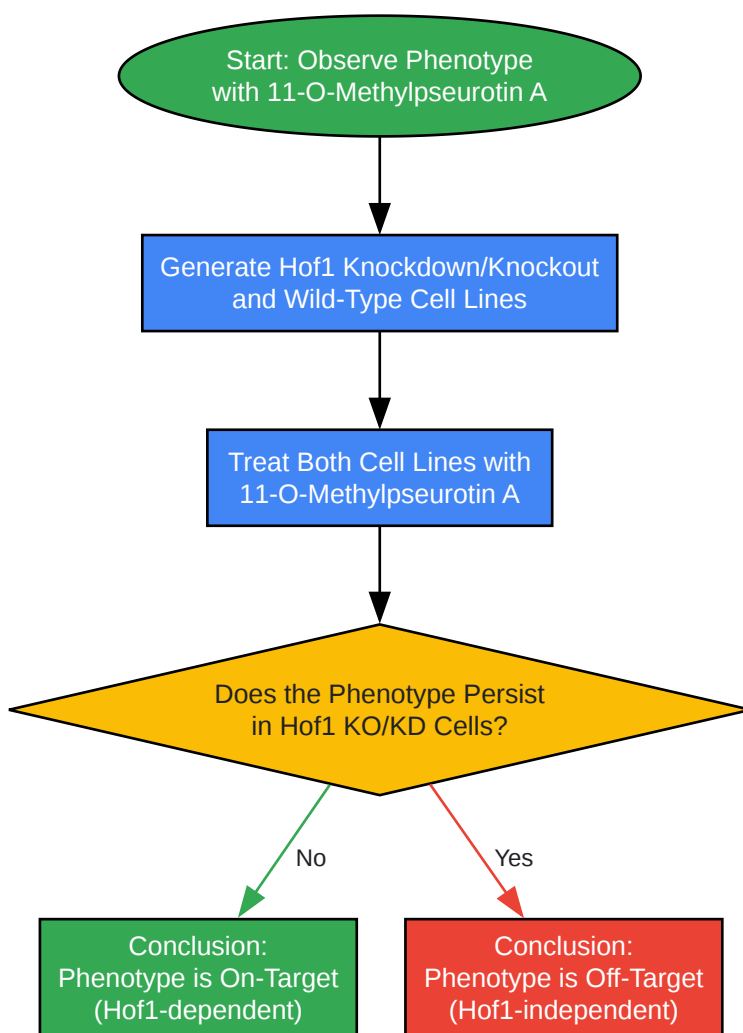 Start: Observe Phenotype
with 11-O-Methylpseurotin A
Generate Hof1 Knockdown/Knockout
and Wild-Type Cell Lines
Treat Both Cell Lines with
11-O-Methylpseurotin A
Does the Phenotype Persist
in Hof1 KO/KD Cells?
No
Yes
Conclusion:
Phenotype is On-Target
(Hof1-dependent)
Conclusion:
Phenotype is Off-Target
(Hof1-independent)